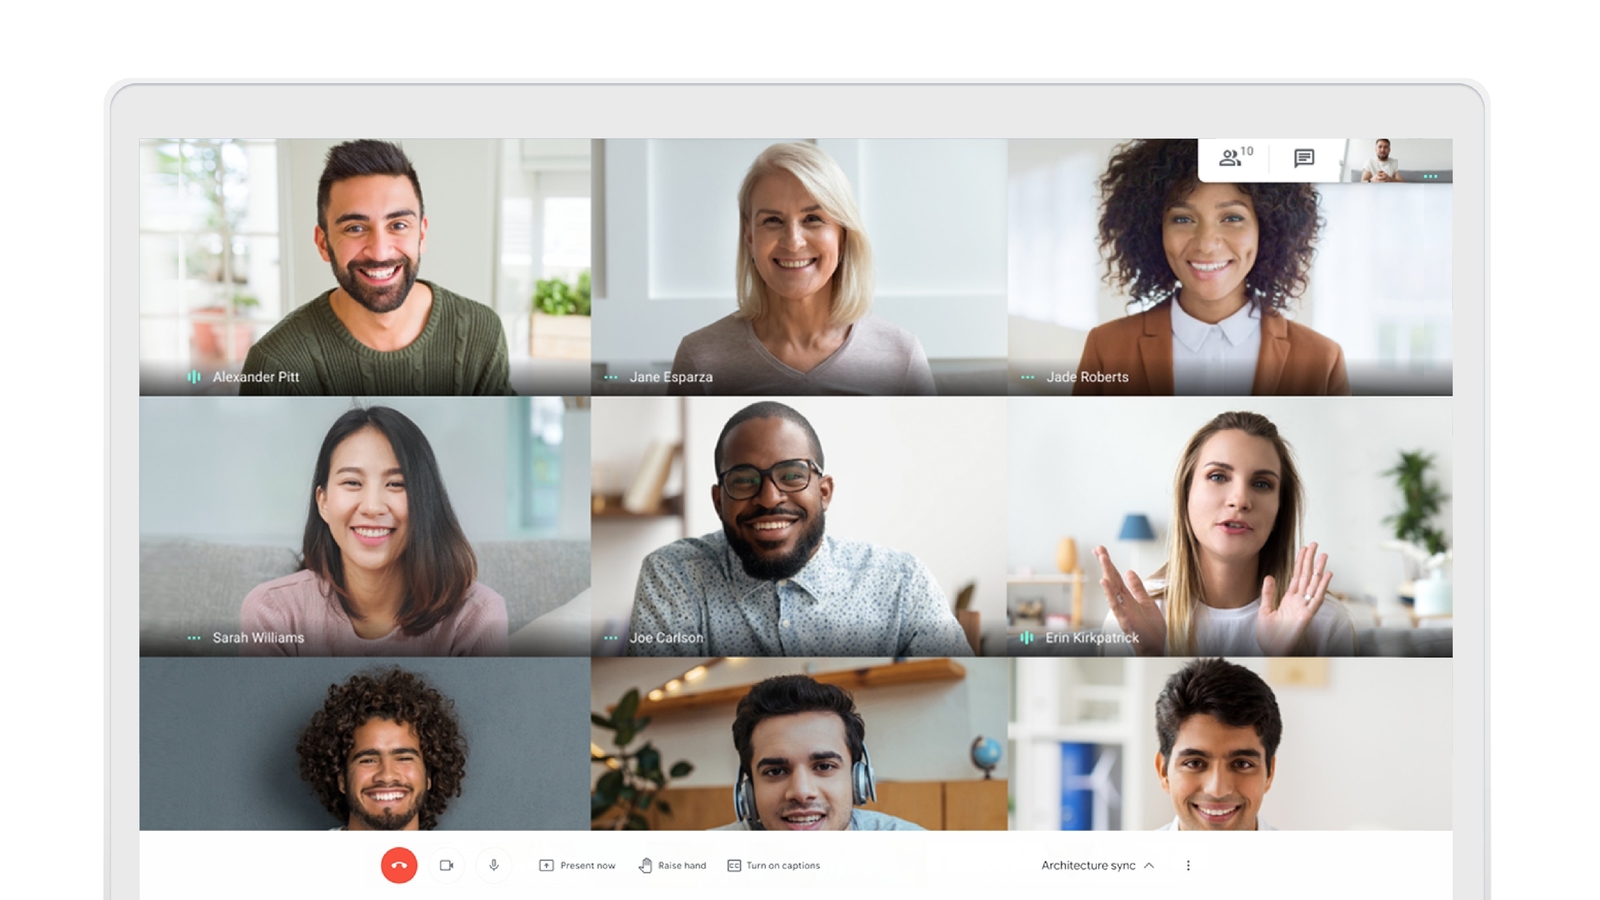 10
Alexander Pitt
Jane Esparza
Jade Roberts
Sarah Williams
Joe Carlson
Erin Kirkpatrick
Present now
Raise hand
CC Turn on captions
Architecture sync